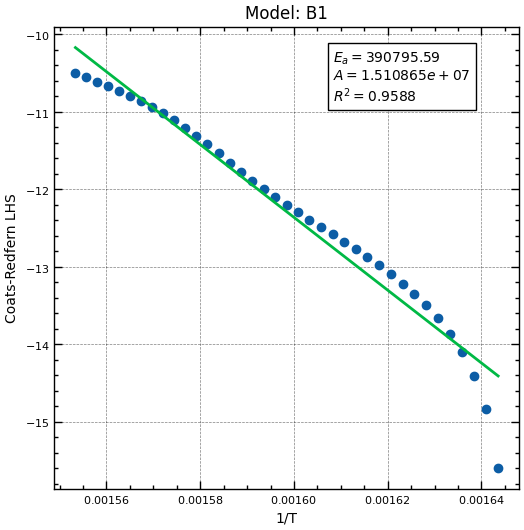 Model: B1
E_a = 390795.59
A = 1.510865e + 07
R² = 0.9588
Coats-Redfern LHS
−10
−11
−12
−13
−14
−15
0.00156
0.00158
0.00160
0.00162
0.00164
1/T